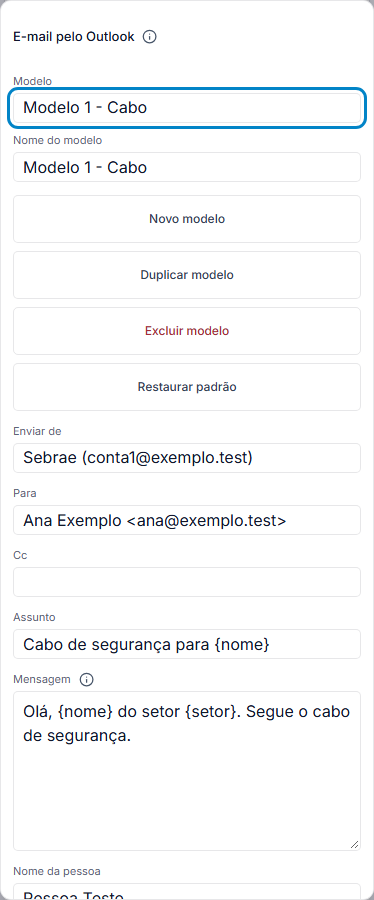 E-mail pelo Outlook
Modelo
Modelo 1 - Cabo
Nome do modelo
Modelo 1 - Cabo
Novo modelo
Duplicar modelo
Excluir modelo
Restaurar padrão
Enviar de
Sebrae (conta1@exemplo.test)
Para
Ana Exemplo <ana@exemplo.test>
Cc
Assunto
Cabo de segurança para {nome}
Mensagem
Olá, {nome} do setor {setor}. Segue o cabo
de segurança.
Nome da pessoa
Pessoa Teste